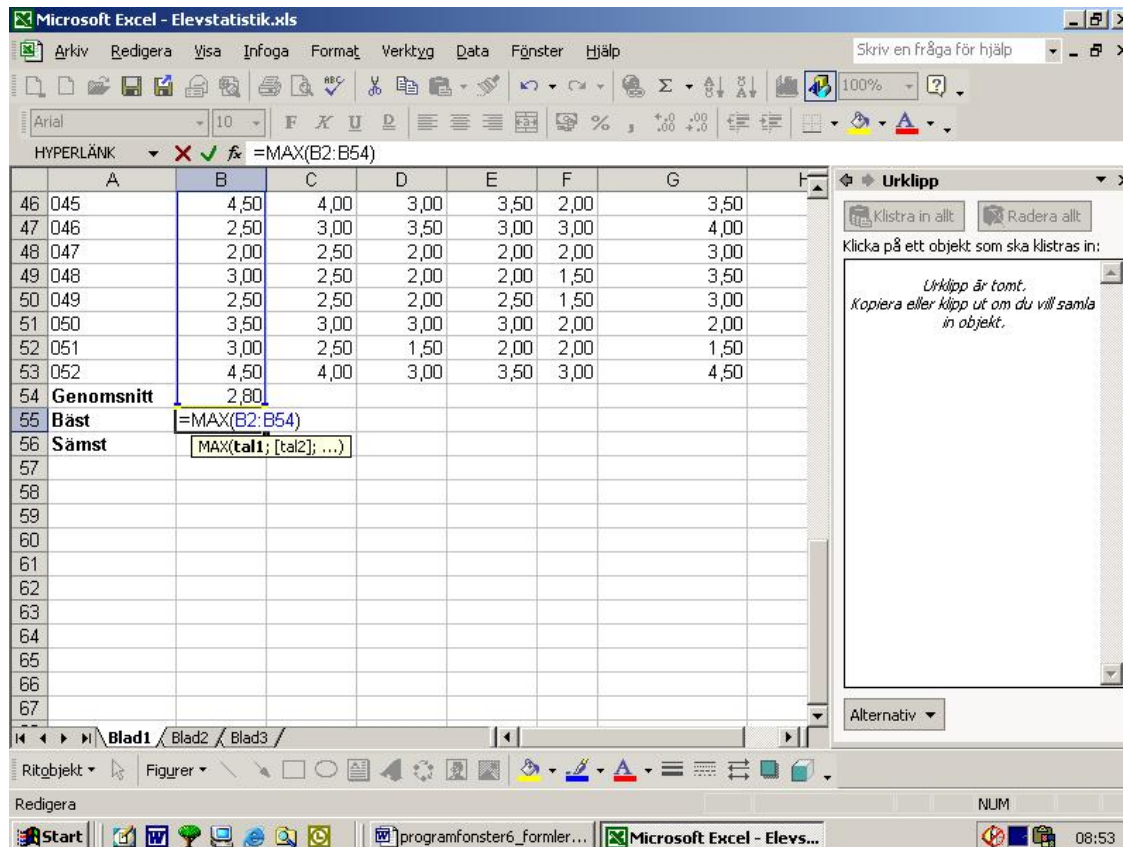 Microsoft Excel - Elevstatistik.xls
Arkiv Redigera Visa Infoga Format Verktyg Data Fönster Hjälp Skriv en fråga för hjälp
100%
Arial 10 F K U D % ,
HYPERLÄNK fx =MAX(B2:B54)
A B C D E F G H Urklipp
46 045 4,50 4,00 3,00 3,50 2,00 3,50
47 046 2,50 3,00 3,50 3,00 3,00 4,00
48 047 2,00 2,50 2,00 2,00 2,00 3,00
49 048 3,00 2,50 2,00 2,00 1,50 3,50
50 049 2,50 2,50 2,00 2,50 1,50 3,00
51 050 3,50 3,00 3,00 3,00 2,00 2,00
52 051 3,00 2,50 1,50 2,00 2,00 1,50
53 052 4,50 4,00 3,00 3,50 3,00 4,50
54 Genomsnitt 2,80
55 Bäst =MAX(B2:B54)
56 Sämst MAX(tal1; [tal2]; ...)
57
58
59
60
61
62
63
64
65
66
67
Klistra in allt Radera allt
Klicka på ett objekt som ska klistras in:
Urklipp är tomt.
Kopiera eller klipp ut om du vill samla
in objekt.
Alternativ
Blad1 Blad2 Blad3
Ritobjekt Figurer
Redigera NUM
Start programfonster6_formler... Microsoft Excel - Elevs... 08:53